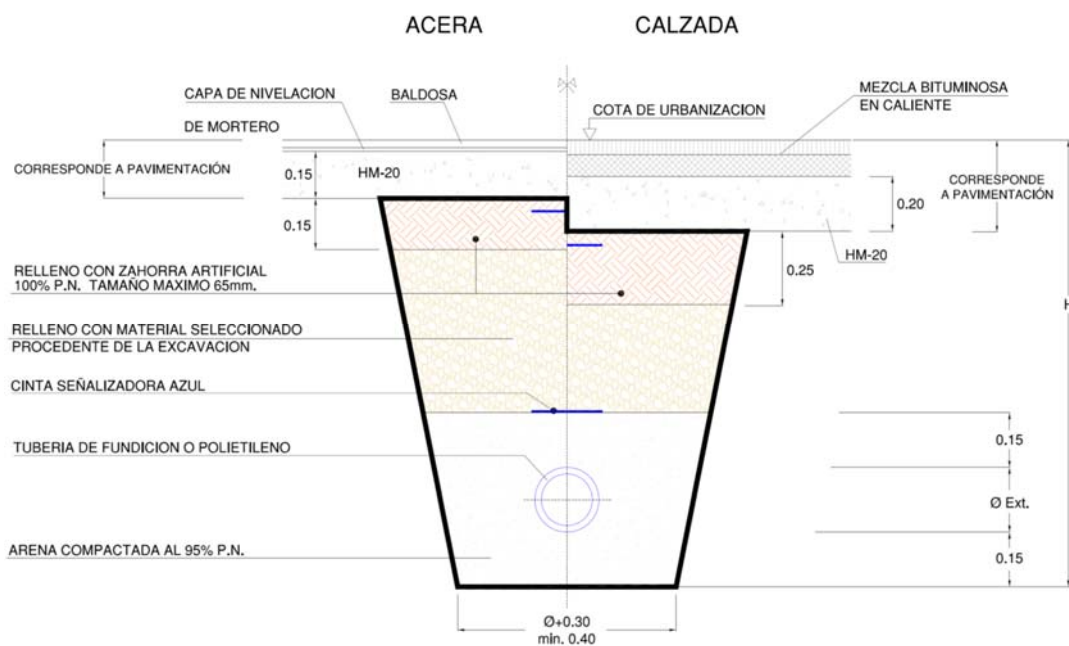 ACERA
CALZADA
CAPA DE NIVELACION
DE MORTERO
BALDOSA
COTA DE URBANIZACION
MEZCLA BITUMINOSA
EN CALIENTE
CORRESPONDE A PAVIMENTACIÓN
0.15
HM-20
0.15
CORRESPONDE
A PAVIMENTACIÓN
0.20
HM-20
0.25
H
RELLENO CON ZAHORRA ARTIFICIAL
100% P.N. TAMAÑO MAXIMO 65mm.
RELLENO CON MATERIAL SELECCIONADO
PROCEDENTE DE LA EXCAVACION
CINTA SEÑALIZADORA AZUL
TUBERIA DE FUNDICION O POLIETILENO
ARENA COMPACTADA AL 95% P.N.
0.15
Ø Ext.
0.15
Ø+0.30
min. 0.40